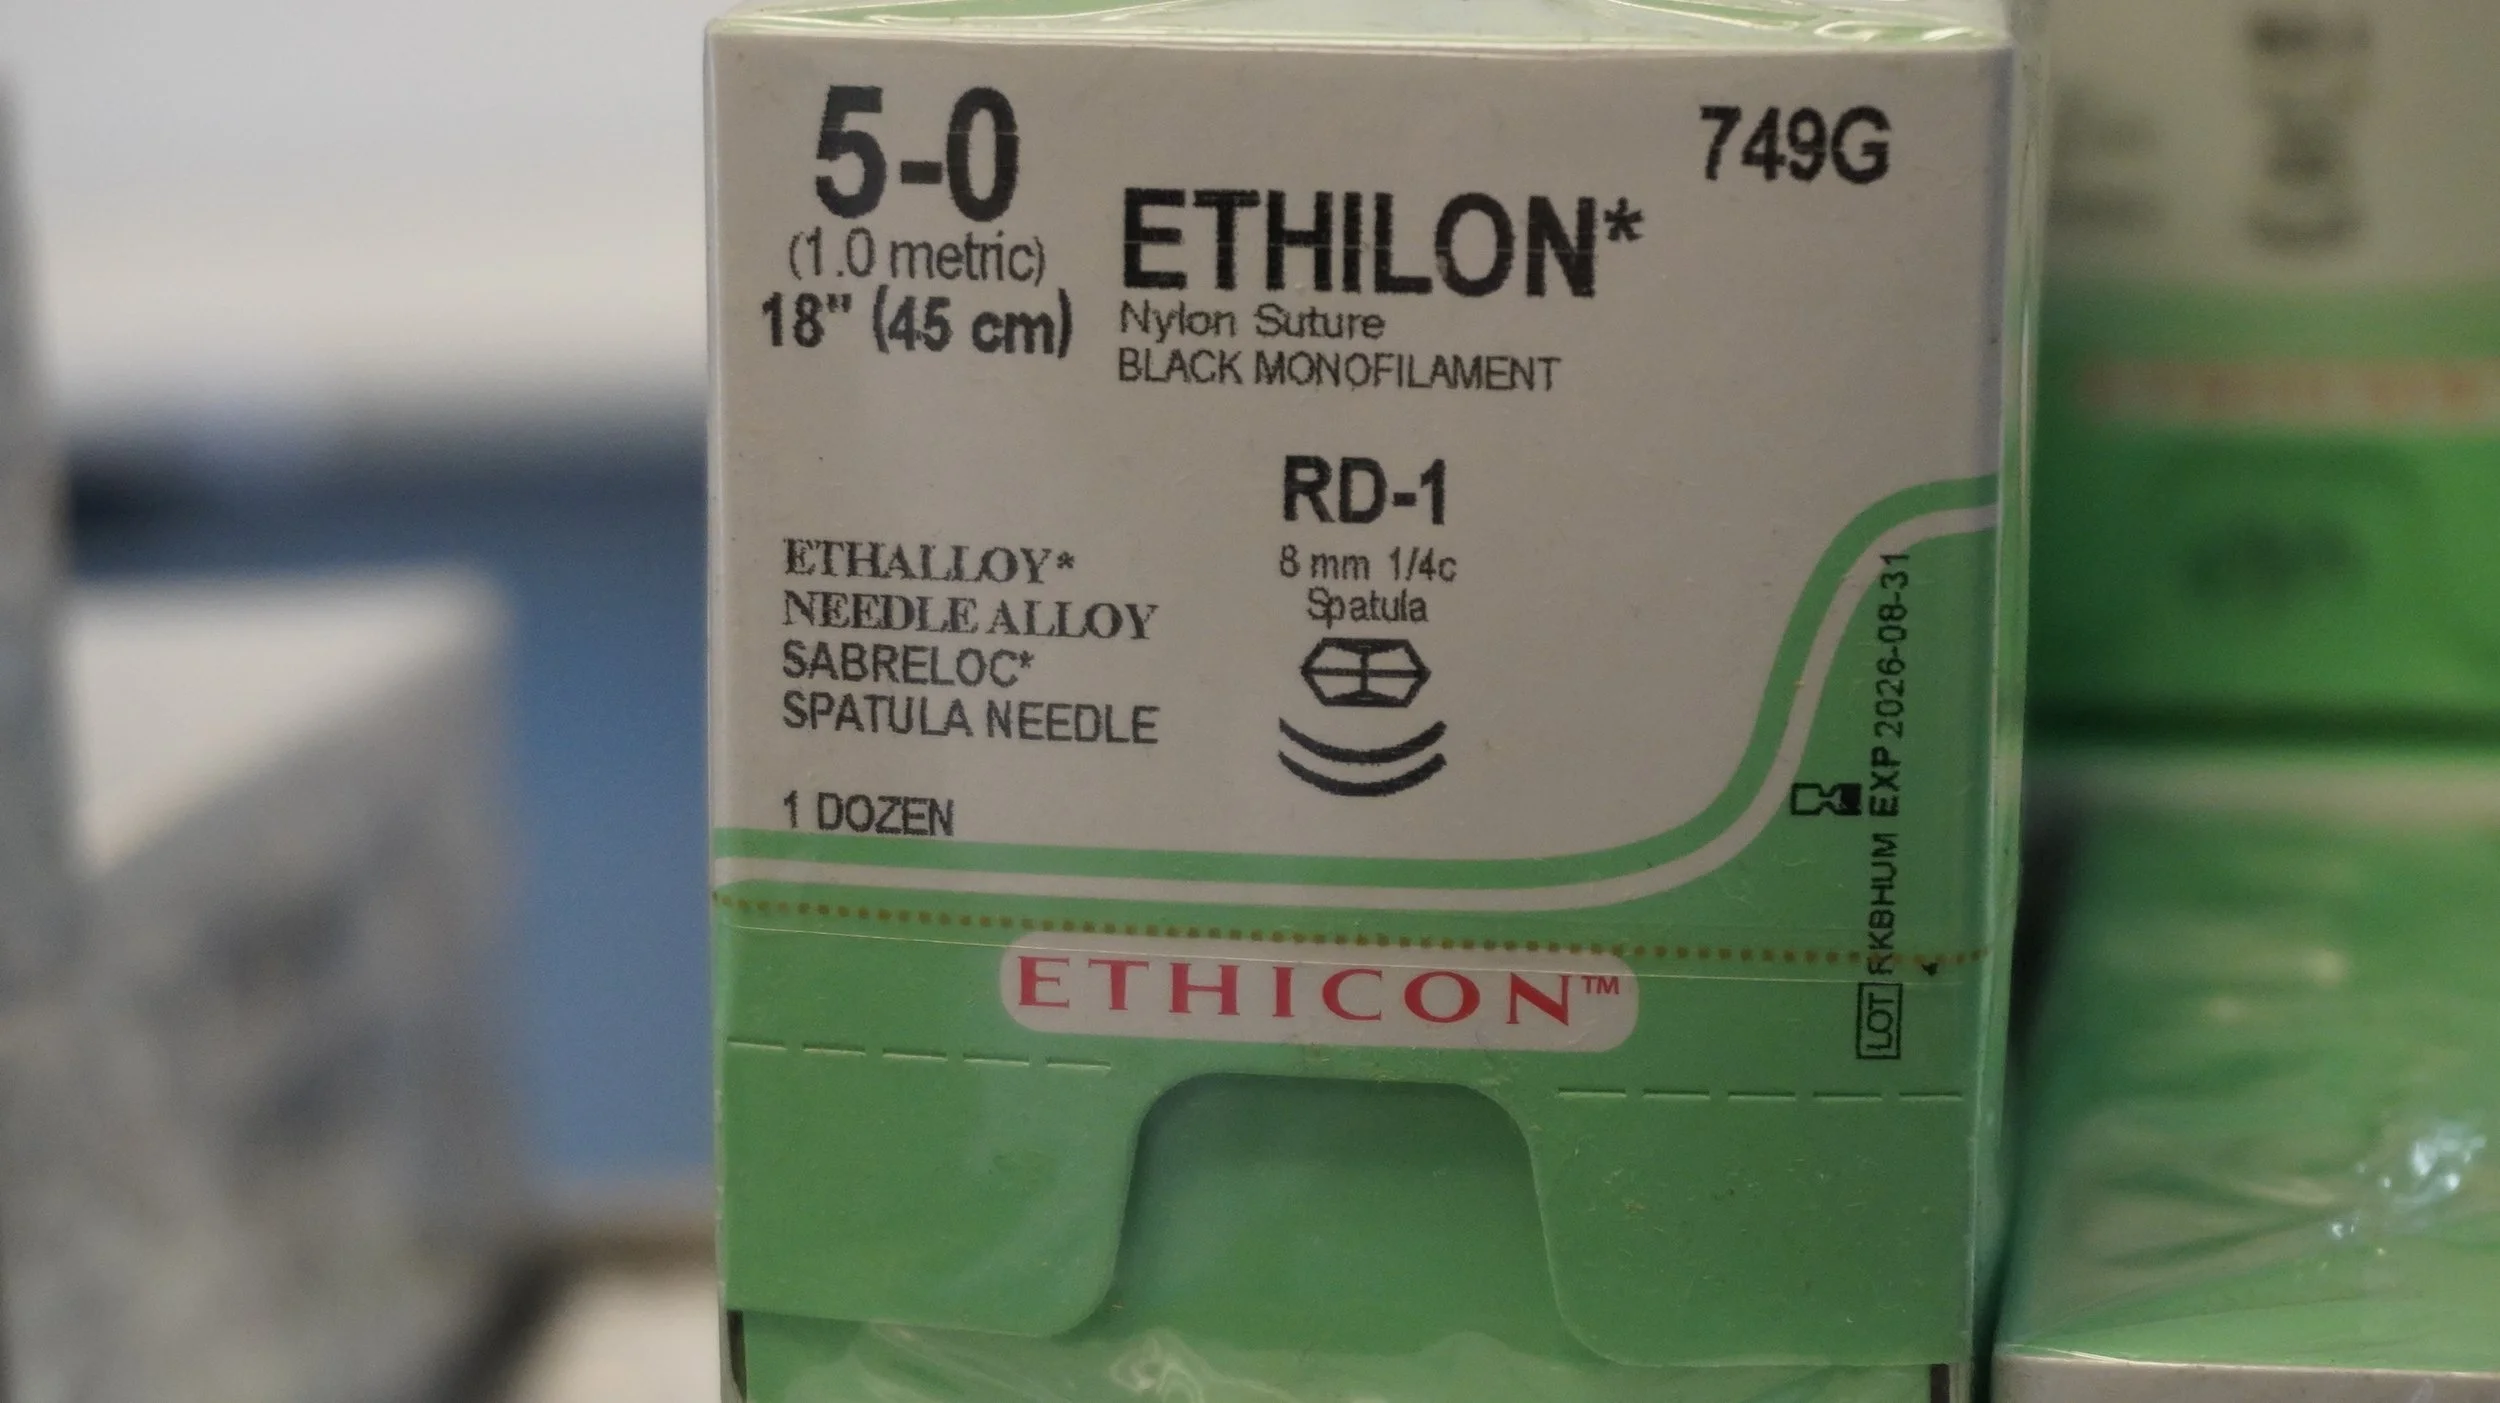 5-0
(1.0 metric)
18" (45 cm)
749G
ETHILON*
Nylon Suture
BLACK MONOFILAMENT
RD-1
8 mm 1/4c
Spatula
ETHALLOY*
NEEDLE ALLOY
SABRELOC*
SPATULA NEEDLE
1 DOZEN
LOT RKBHUM EXP 2026-08-31
ETHICON™